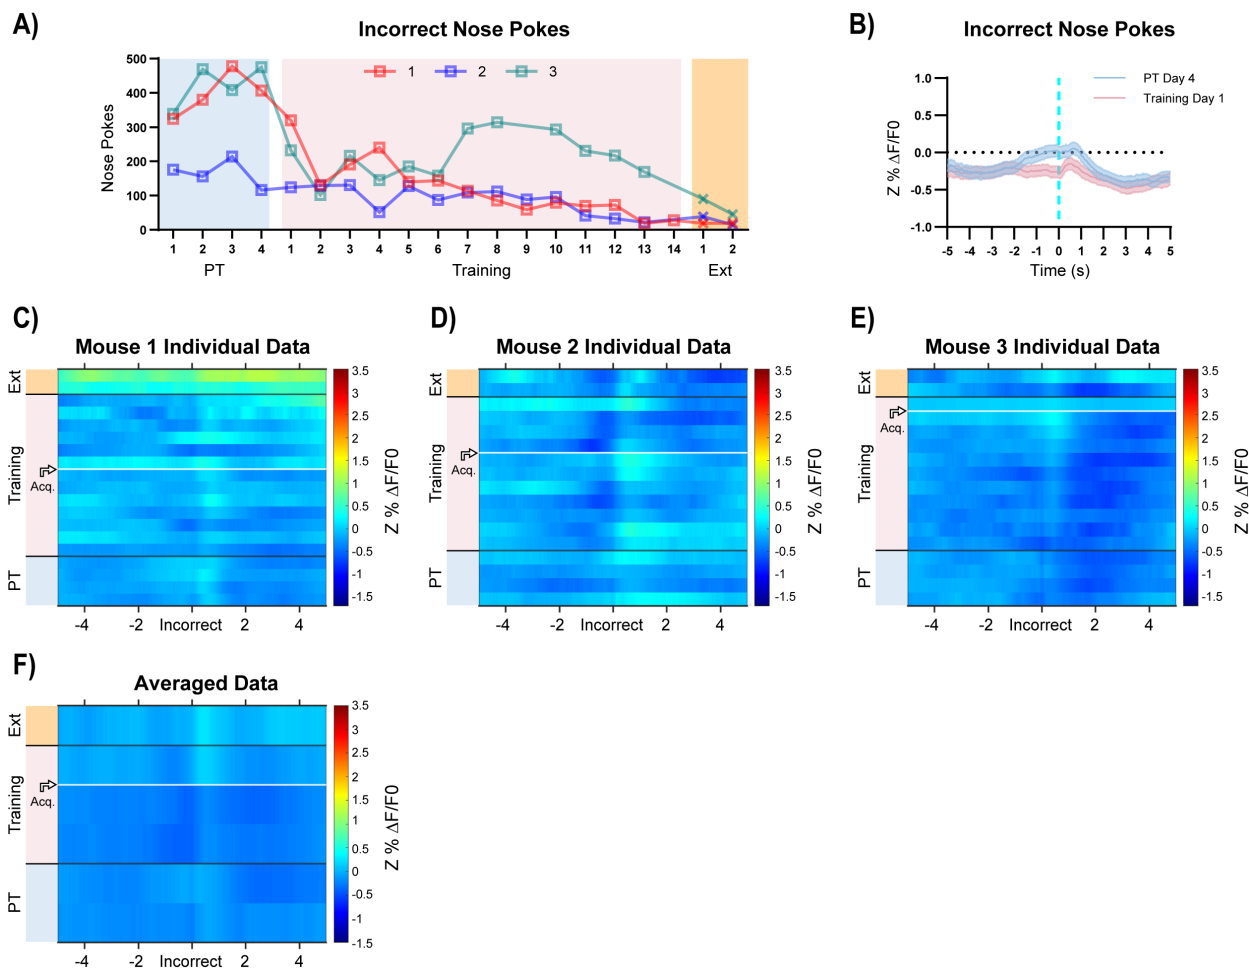 A)
Incorrect Nose Pokes
Nose Pokes
500
400
300
200
100
0
1 2 3
1 2 3 4 1 2 3 4 5 6 7 8 9 10 11 12 13 14 1 2
PT Training Ext
B)
Incorrect Nose Pokes
Z % ΔF/F0
1.0
0.5
0.0
-0.5
-1.0
PT Day 4
Training Day 1
-5 -4 -3 -2 -1 0 1 2 3 4 5
Time (s)
C)
Mouse 1 Individual Data
Ext
Training
Acq.
PT
-4 -2 Incorrect 2 4
3.5
3
2.5
2
1.5
1
0.5
0
-0.5
-1
-1.5
Z % ΔF/F0
D)
Mouse 2 Individual Data
Ext
Training
Acq.
PT
-4 -2 Incorrect 2 4
3.5
3
2.5
2
1.5
1
0.5
0
-0.5
-1
-1.5
Z % ΔF/F0
E)
Mouse 3 Individual Data
Ext
Acq.
Training
PT
-4 -2 Incorrect 2 4
3.5
3
2.5
2
1.5
1
0.5
0
-0.5
-1
-1.5
Z % ΔF/F0
F)
Averaged Data
Ext
Training
Acq.
PT
-4 -2 Incorrect 2 4
3.5
3
2.5
2
1.5
1
0.5
0
-0.5
-1
-1.5
Z % ΔF/F0